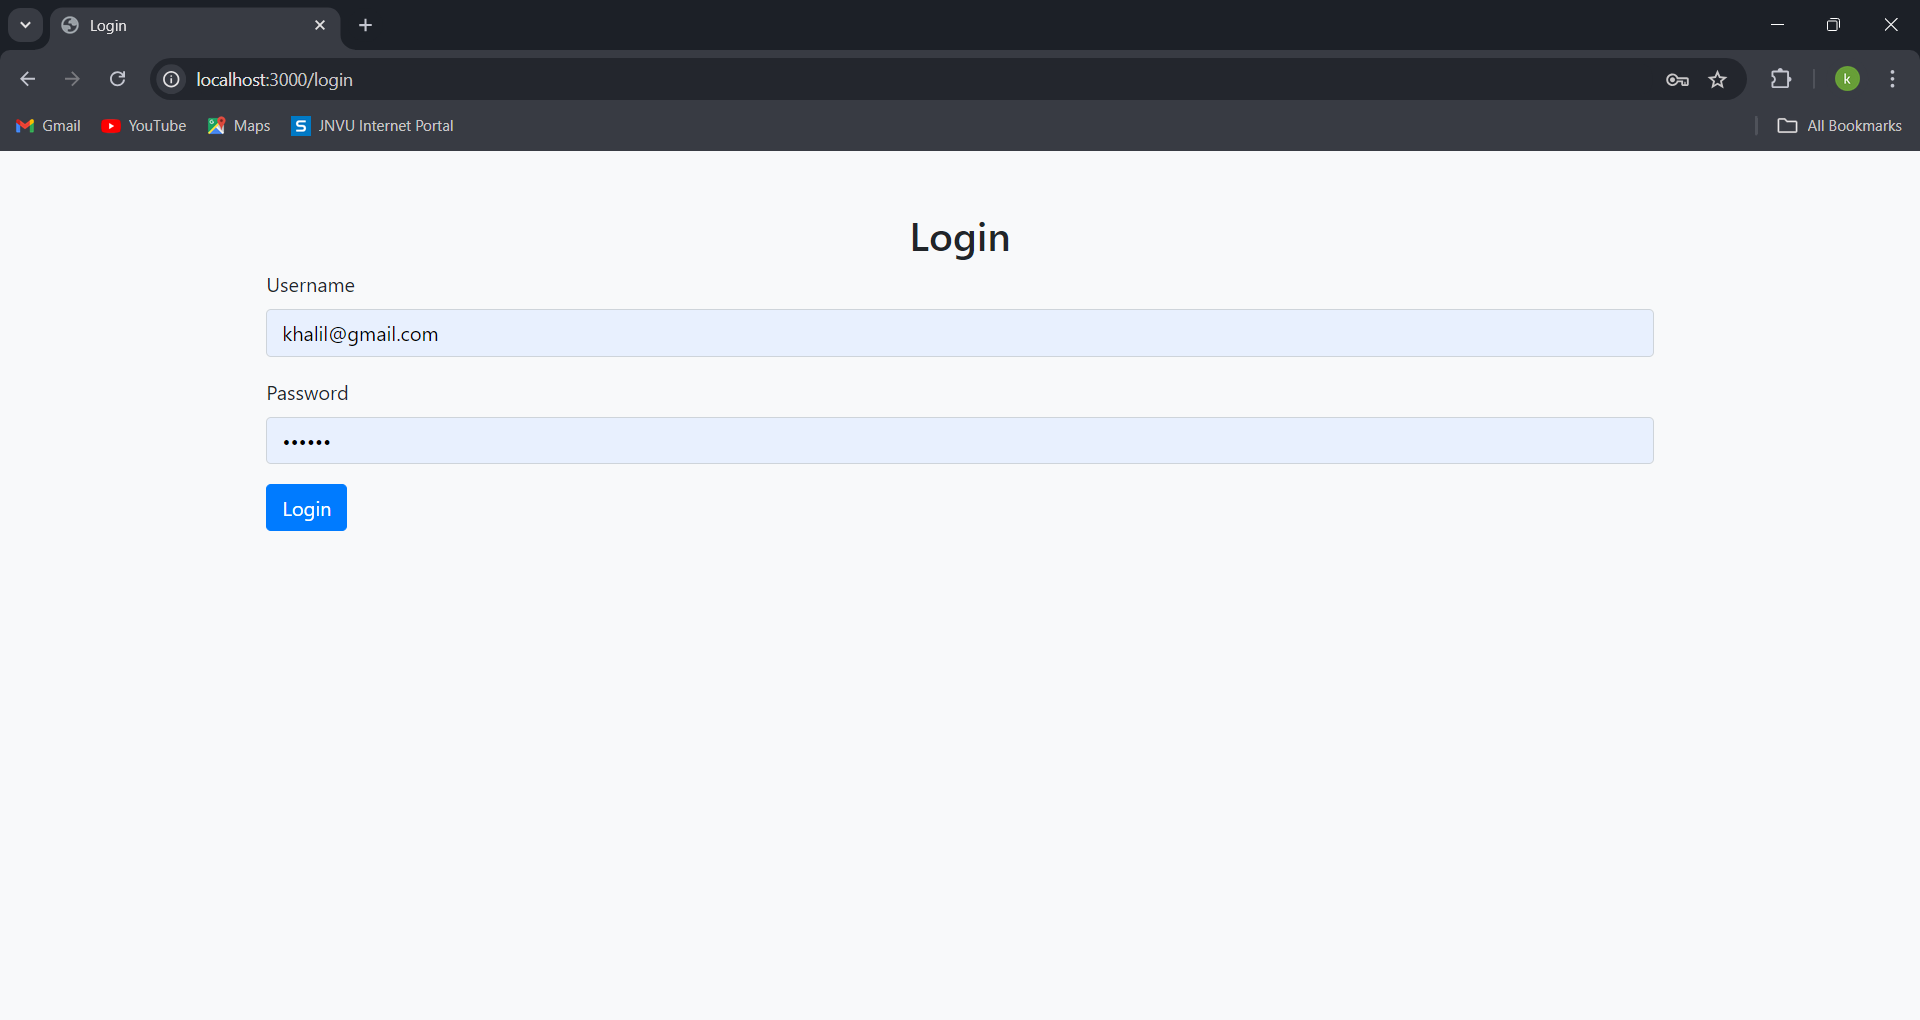 Login
localhost:3000/login
k
Gmail YouTube Maps S JNVU Internet Portal All Bookmarks
Login
Username
khalil@gmail.com
Password
••••••
Login